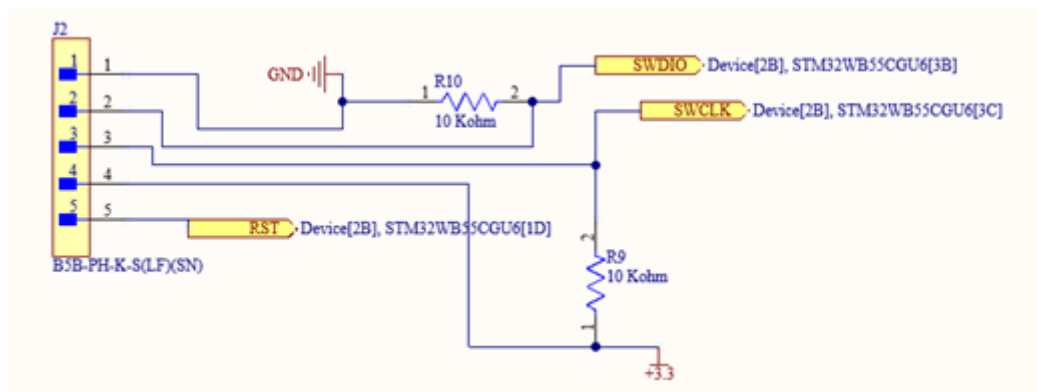 J2
1 1
2 2
3 3
4 4
5 5
B5B-PH-K-S(LF)(SN)
GND
R10
1 2
10 Kohm
SWDIO Device[2B], STM32WB55CGU6[3B]
SWCLK Device[2B], STM32WB55CGU6[3C]
RST Device[2B], STM32WB55CGU6[1D]
2
R9
10 Kohm
1
+3.3